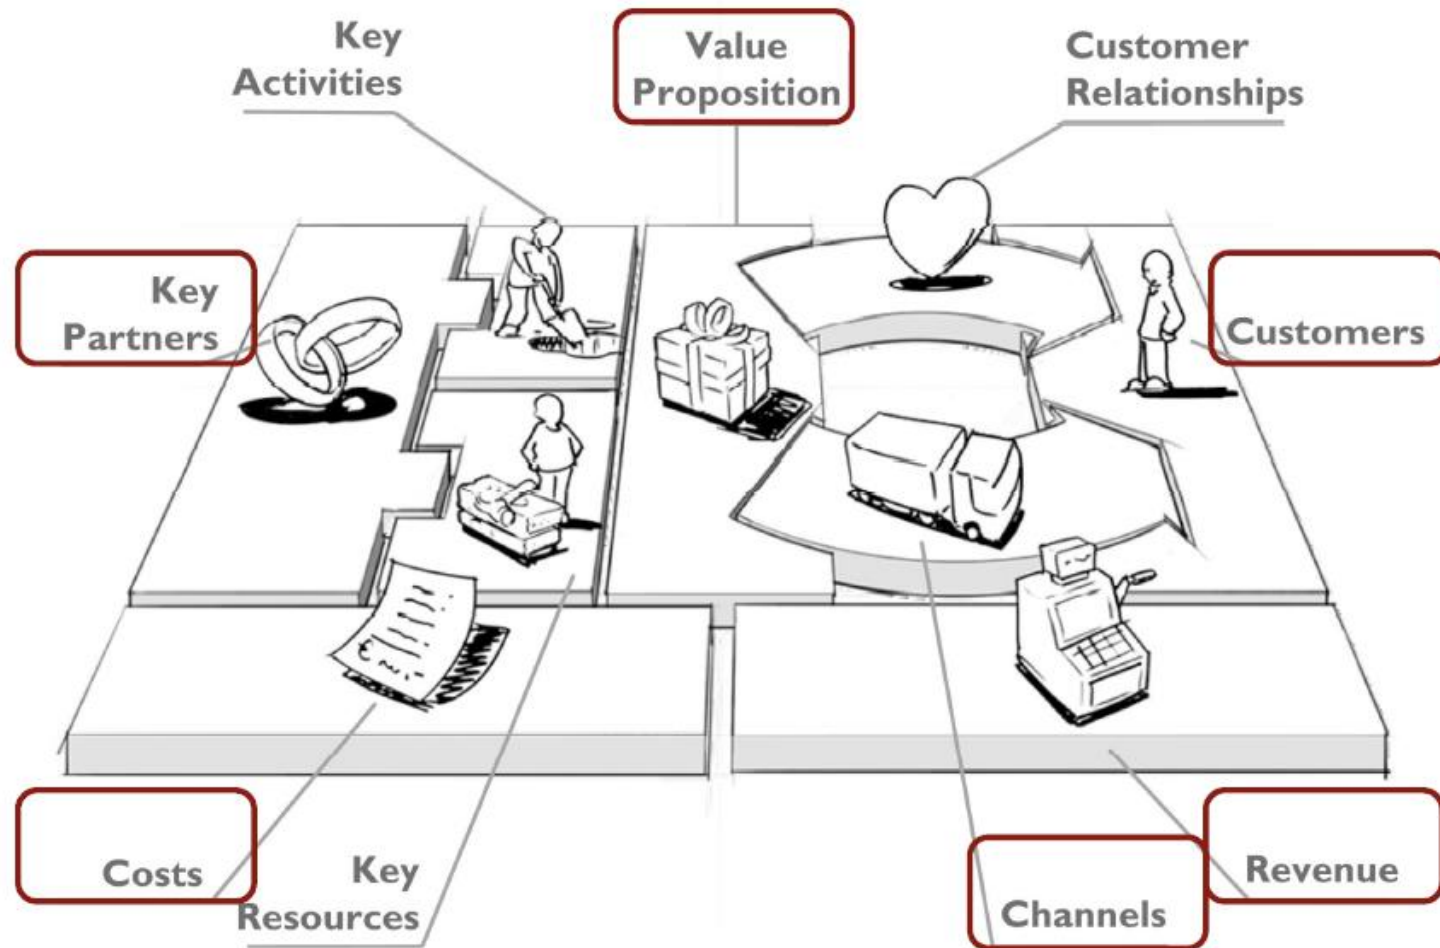 Key
Activities
Value
Proposition
Customer
Relationships
Key
Partners
Customers
€
Costs
Key
Resources
Channels
Revenue